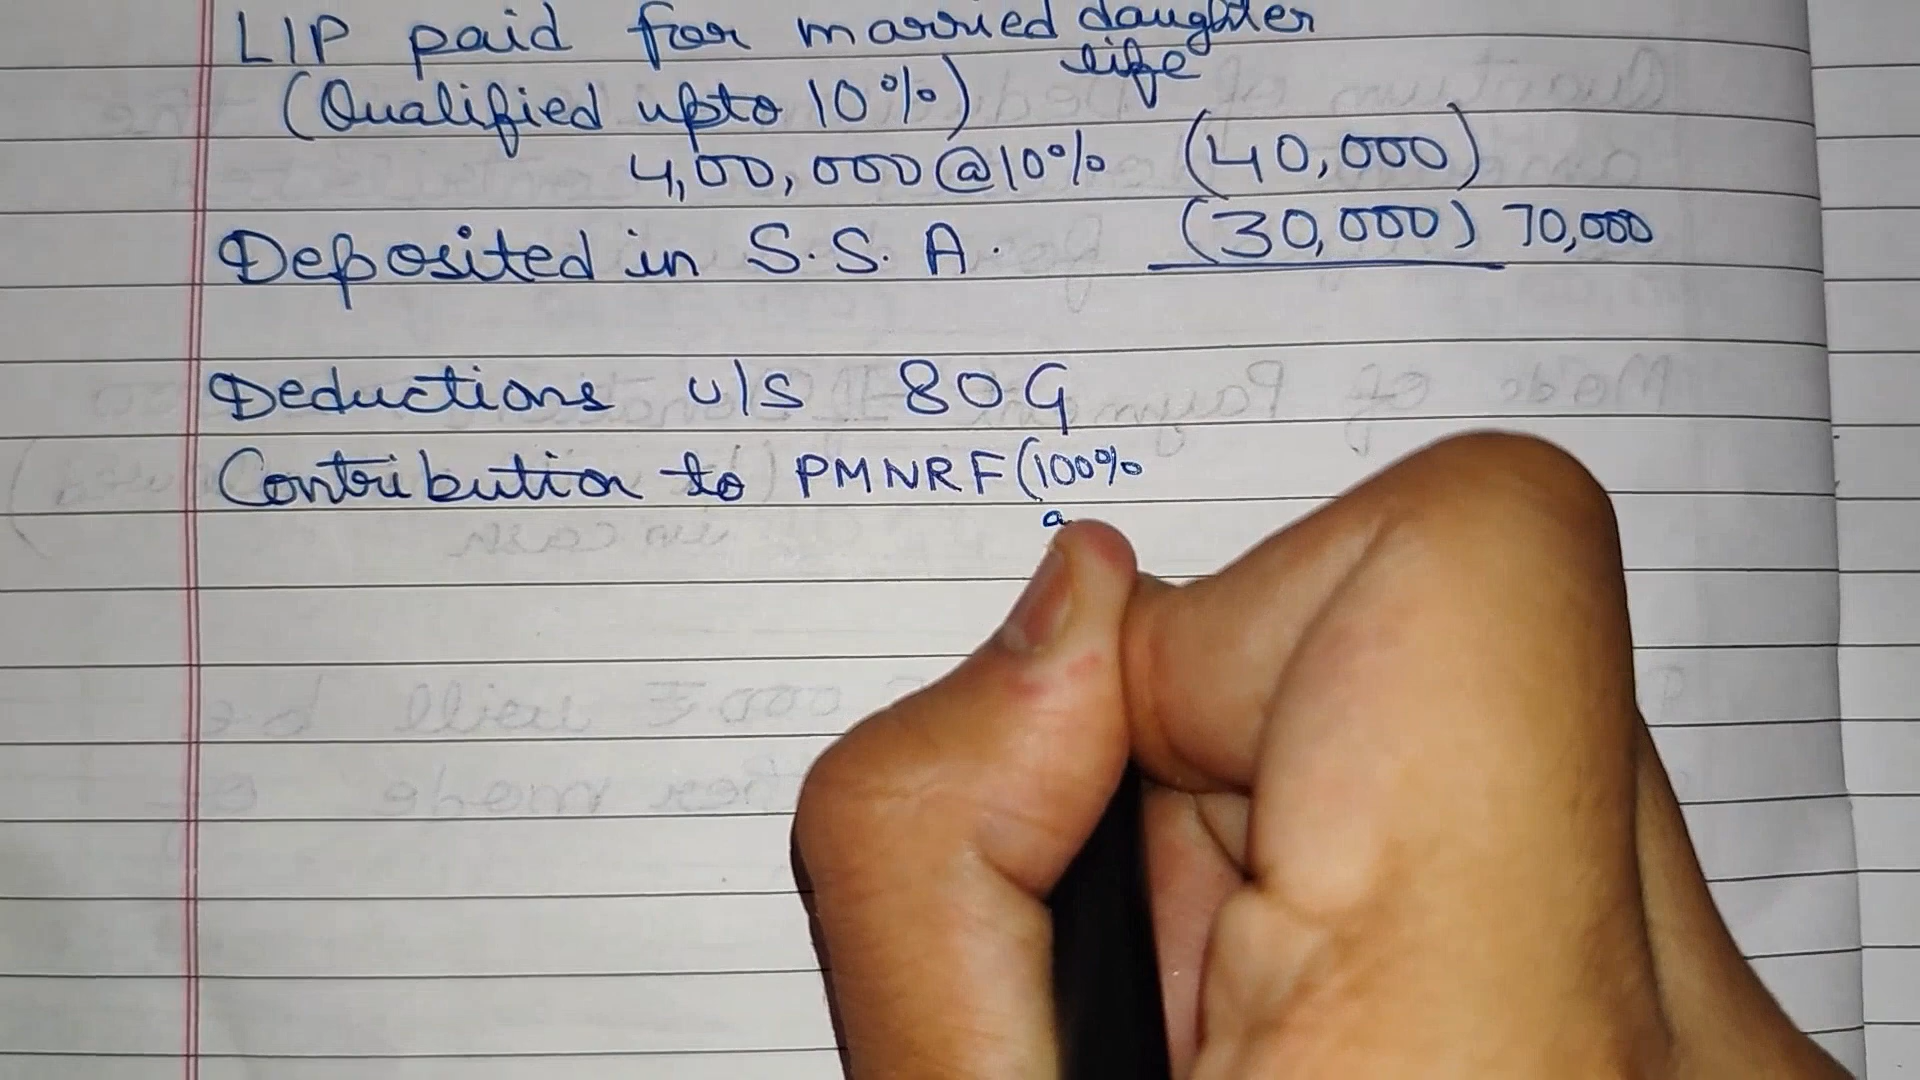 LIP paid for married daughter
life
(Qualified upto 10%)
4,00,000@10% (40,000)
Deposited in S.S.A. (30,000) 70,000
Deductions u/s 80G
Contribution to PMNRF(100%
a